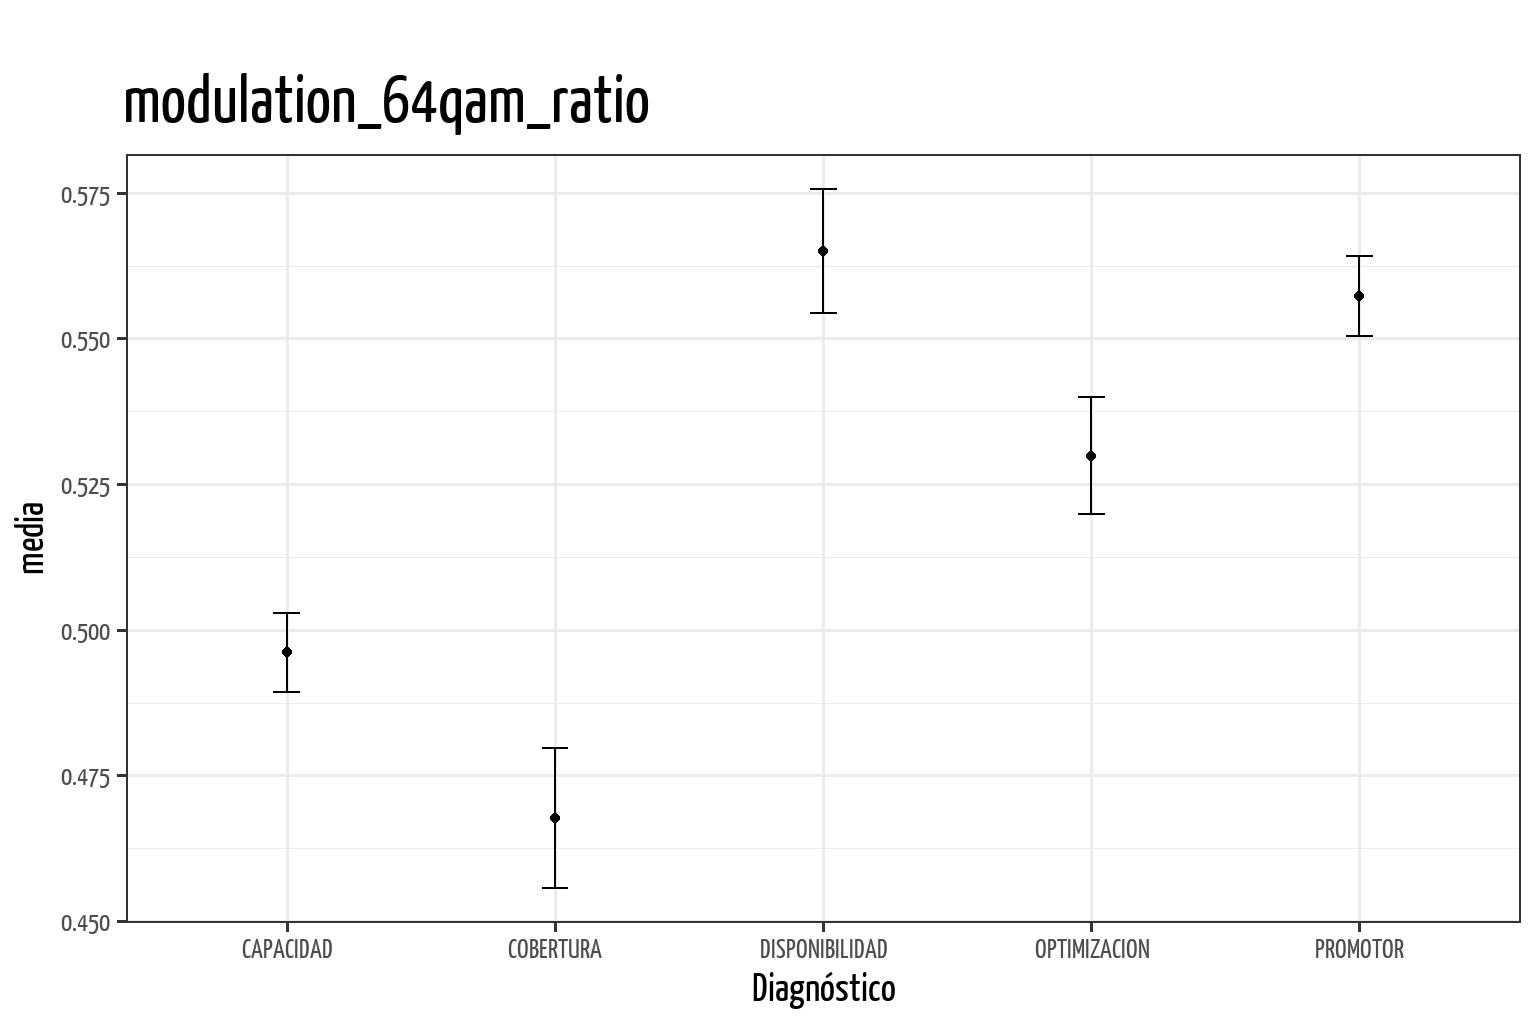 modulation_64qam_ratio
0.575
0.550
0.525
0.500
0.475
0.450
media
CAPACIDAD COBERTURA DISPONIBILIDAD OPTIMIZACION PROMOTOR
Diagnóstico